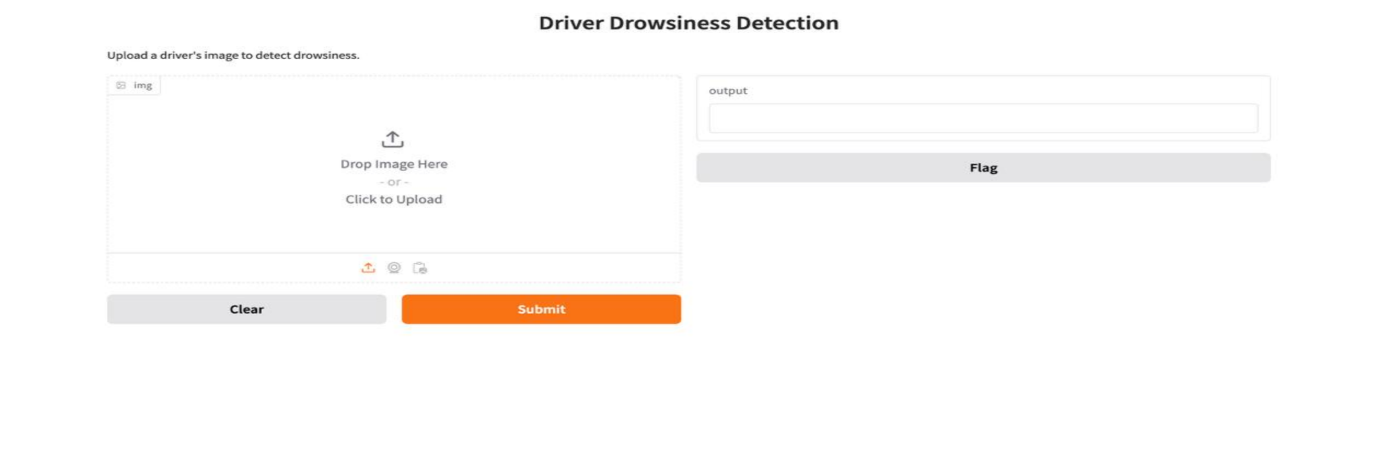 Driver Drowsiness Detection
Upload a driver's image to detect drowsiness.
img
Drop Image Here
- or -
Click to Upload
Clear
Submit
output
Flag